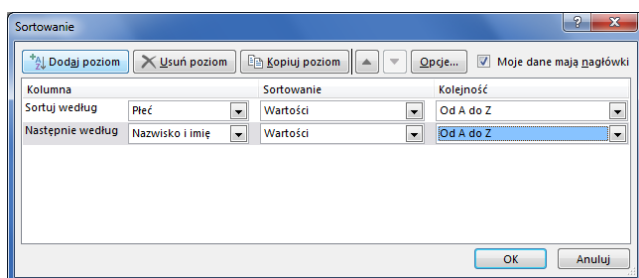 Sortowanie
Dodaj poziom Usuń poziom Kopiuj poziom Opcje... Moje dane mają nagłówki
Kolumna Sortowanie Kolejność
Sortuj według Płeć Wartości Od A do Z
Następnie według Nazwisko i imię Wartości Od A do Z
OK Anuluj